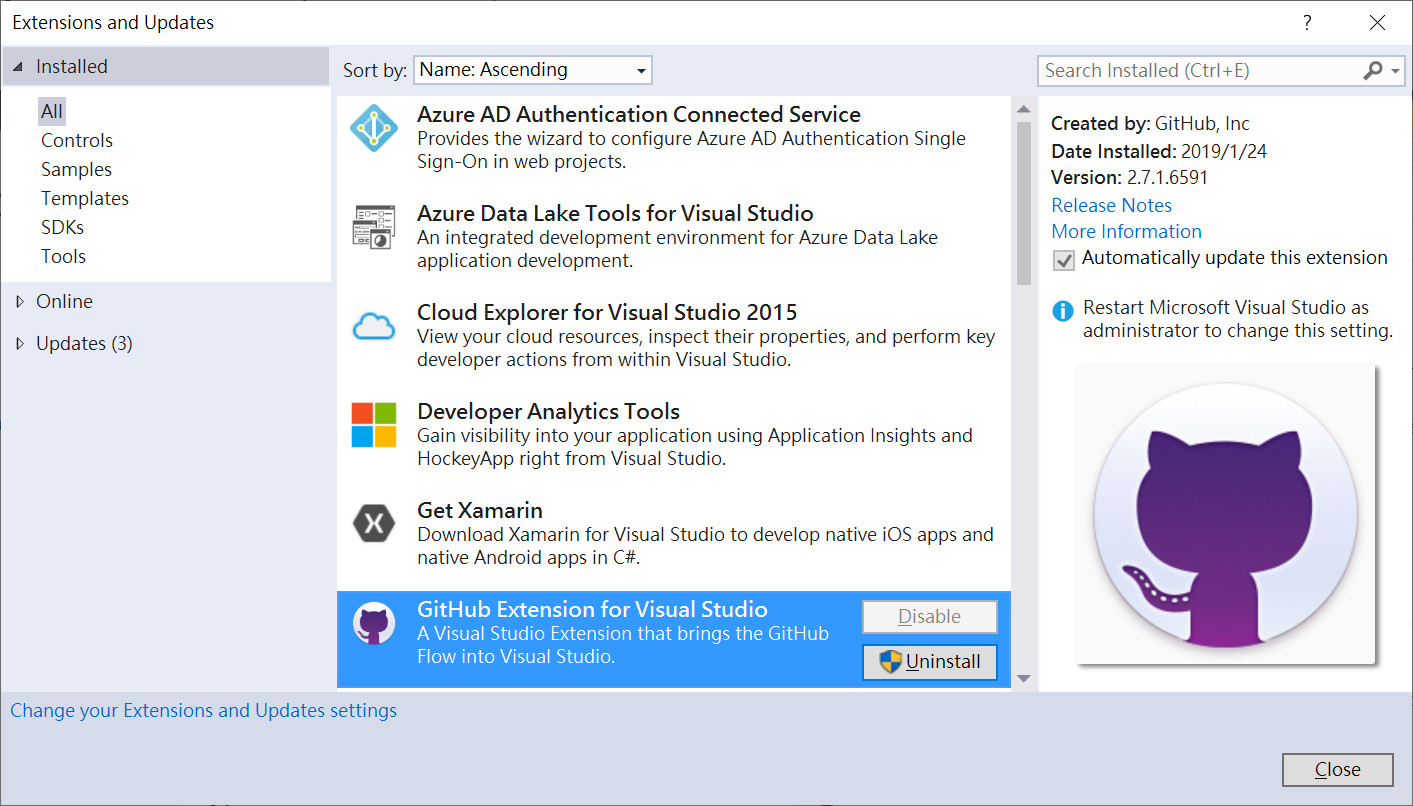 Extensions and Updates
?
Installed
All
Controls
Samples
Templates
SDKs
Tools
Online
Updates (3)
Sort by: Name: Ascending
Azure AD Authentication Connected Service
Provides the wizard to configure Azure AD Authentication Single
Sign-On in web projects.
Azure Data Lake Tools for Visual Studio
An integrated development environment for Azure Data Lake
application development.
Cloud Explorer for Visual Studio 2015
View your cloud resources, inspect their properties, and perform key
developer actions from within Visual Studio.
Developer Analytics Tools
Gain visibility into your application using Application Insights and
HockeyApp right from Visual Studio.
Get Xamarin
Download Xamarin for Visual Studio to develop native iOS apps and
native Android apps in C#.
GitHub Extension for Visual Studio
A Visual Studio Extension that brings the GitHub
Flow into Visual Studio.
Disable
Uninstall
Search Installed (Ctrl+E)
Created by: GitHub, Inc
Date Installed: 2019/1/24
Version: 2.7.1.6591
Release Notes
More Information
Automatically update this extension
Restart Microsoft Visual Studio as
administrator to change this setting.
Change your Extensions and Updates settings
Close